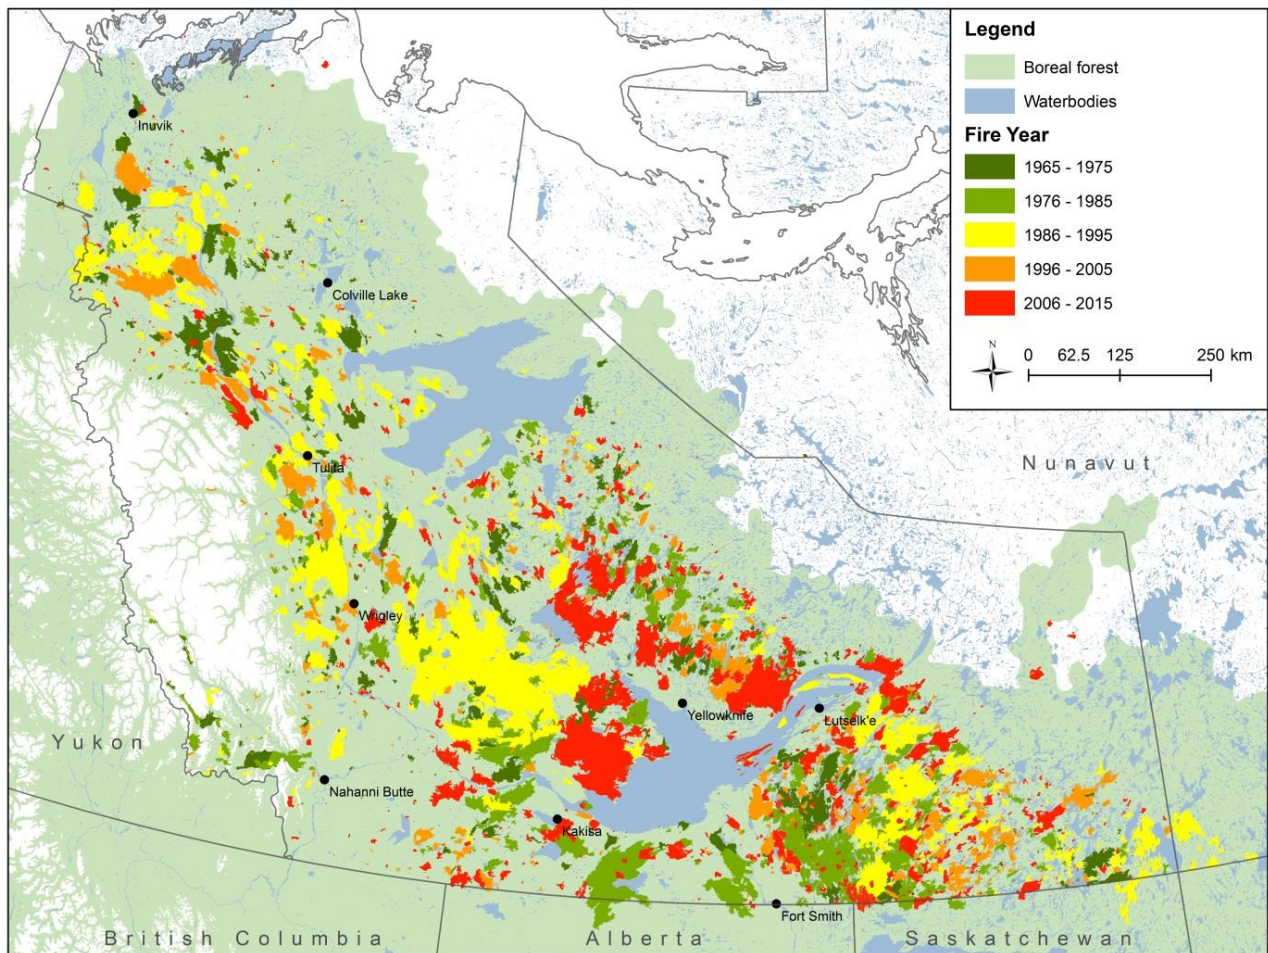 Legend
Boreal forest
Waterbodies
Fire Year
1965 - 1975
1976 - 1985
1986 - 1995
1996 - 2005
2006 - 2015
N
0 62.5 125 250 km
Inuvik
Colville Lake
Tulita
Nunavut
Wrigley
Yellowknife
Lutselk'e
Yukon
Nahanni Butte
Kakisa
Fort Smith
British Columbia
Alberta
Saskatchewan